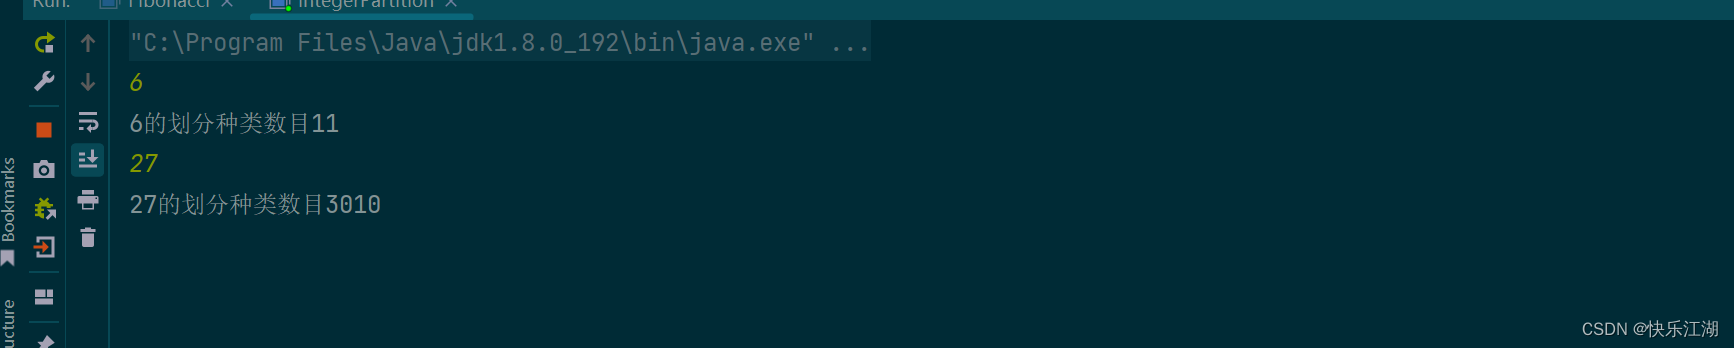 Run:
Fibonacci
IntegerPartition
"C:\Program Files\Java\jdk1.8.0_192\bin\java.exe" ...
6
6的划分种类数目11
27
27的划分种类数目3010
Bookmarks
ucture
CSDN @快乐江湖